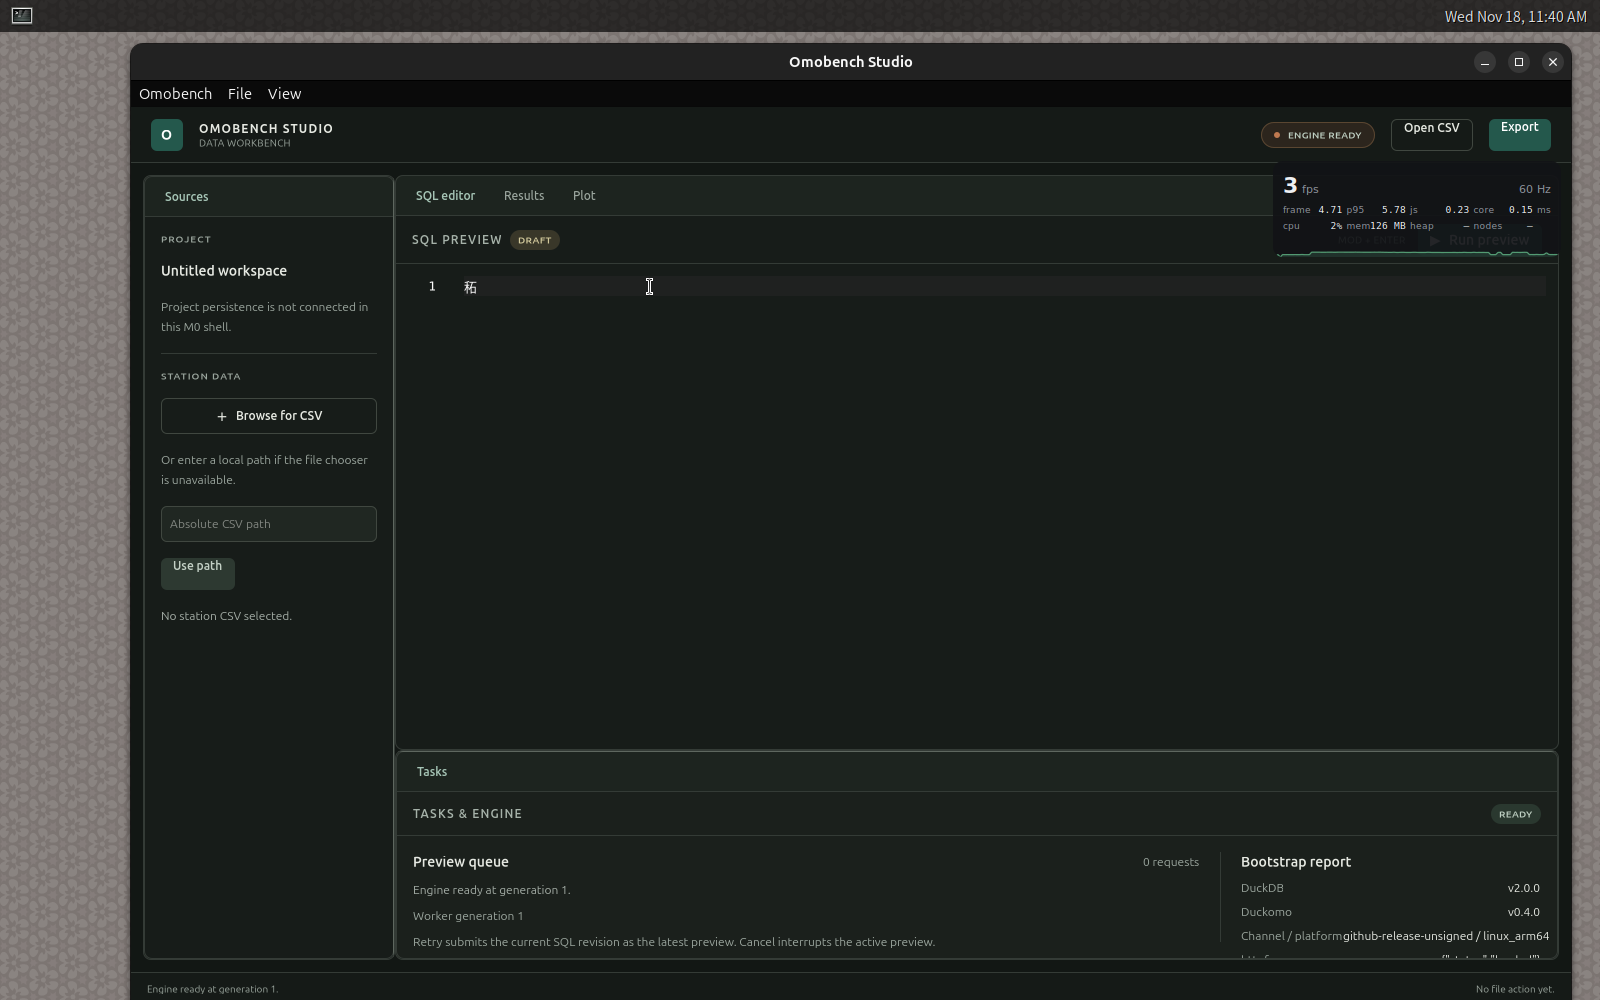 Wed Nov 18, 11:40 AM
Omobench Studio
Omobench File View
O
OMOBENCH STUDIO
DATA WORKBENCH
ENGINE READY
Open CSV
Export
3 fps 60 Hz
frame 4.71 p95 5.78 js 0.23 core 0.15 ms
cpu 2% mem126 MB heap – nodes –
Sources
PROJECT
Untitled workspace
Project persistence is not connected in
this M0 shell.
STATION DATA
+ Browse for CSV
Or enter a local path if the file chooser
is unavailable.
Absolute CSV path
Use path
No station CSV selected.
SQL editor Results Plot
SQL PREVIEW DRAFT
MOD + ENTER ▶ Run preview
1
Tasks
TASKS & ENGINE READY
Preview queue 0 requests
Engine ready at generation 1.
Worker generation 1
Retry submits the current SQL revision as the latest preview. Cancel interrupts the active preview.
Bootstrap report
DuckDB v2.0.0
Duckomo v0.4.0
Channel / platformgithub-release-unsigned / linux_arm64
Engine ready at generation 1.
No file action yet.